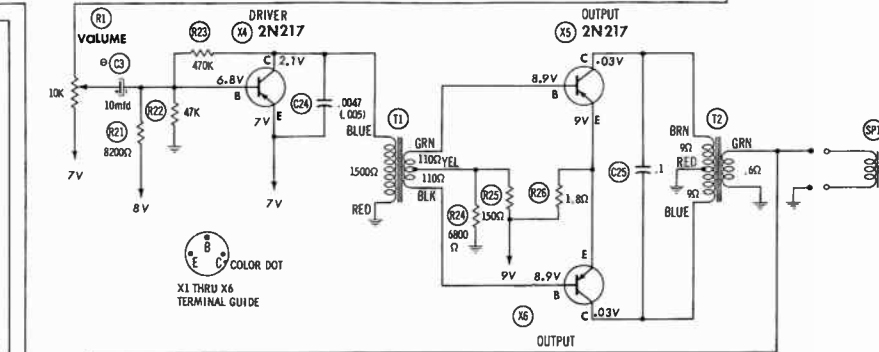 R1
VOLUME
10K
7V
⊖ C3
10mfd
R21
8200Ω
8V
R22
47K
R23
470K
DRIVER
X4 2N217
C 2.1V
6.8V
B
E
7V
7V
C24
.0047
(.005)
T1
BLUE
1500Ω
RED
GRN
110Ω
YEL
110Ω
BLK
R24
6800
Ω
R25
150Ω
9V
R26
1.8Ω
OUTPUT
X5 2N217
C .03V
8.9V
B
9V E
E
8.9V
B
C .03V
X6
OUTPUT
C25
.1
T2
BRN
9Ω
RED
9Ω
BLUE
GRN
.6Ω
SP1
B
E C COLOR DOT
X1 THRU X6
TERMINAL GUIDE